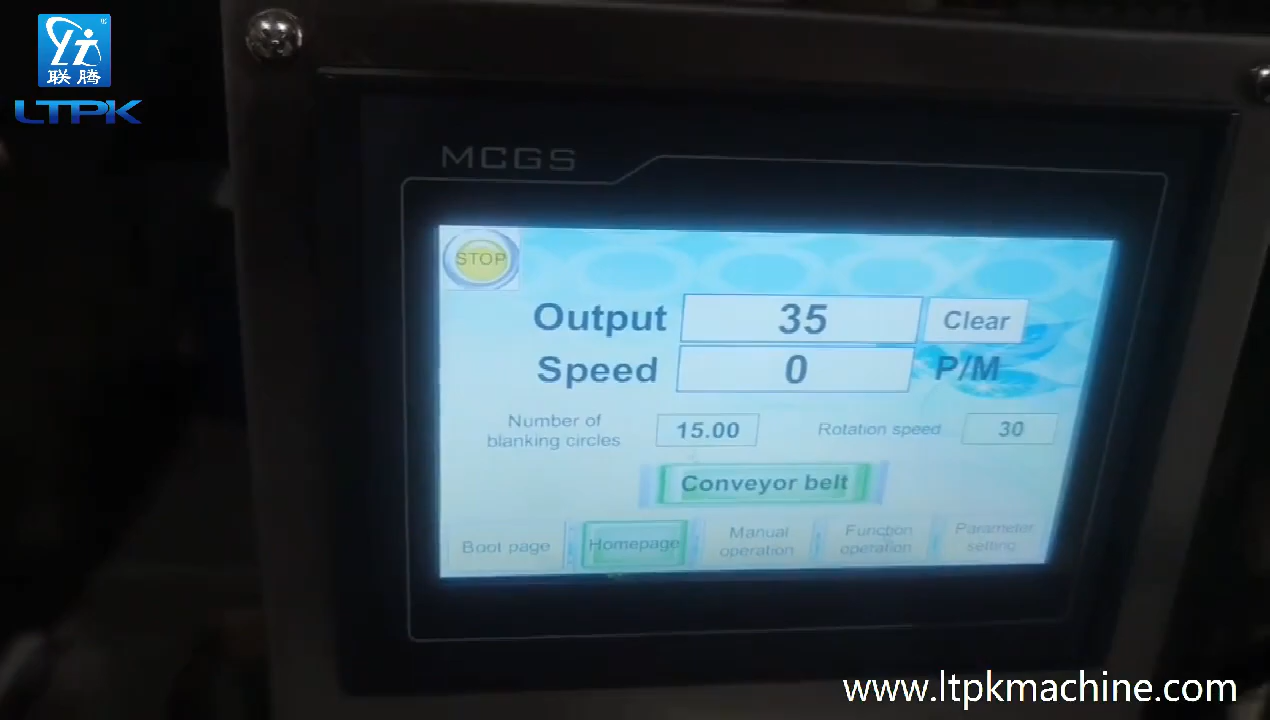 联腾
LTPK
MCGS
STOP
Output 35 Clear
Speed 0 P/M
Number of
blanking circles 15.00 Rotation speed 30
Conveyor belt
Boot page Homepage Manual
operation Function
operation Parameter
setting
www.ltpkmachine.com